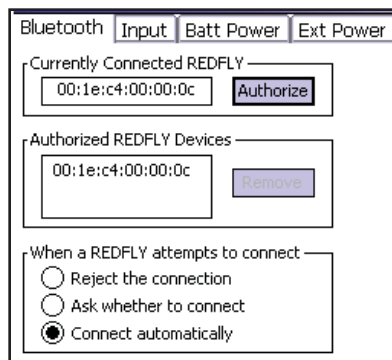 Bluetooth Input Batt Power Ext Power
Currently Connected REDFLY
00:1e:c4:00:00:0c Authorize
Authorized REDFLY Devices
00:1e:c4:00:00:0c
Remove
When a REDFLY attempts to connect
Reject the connection
Ask whether to connect
Connect automatically